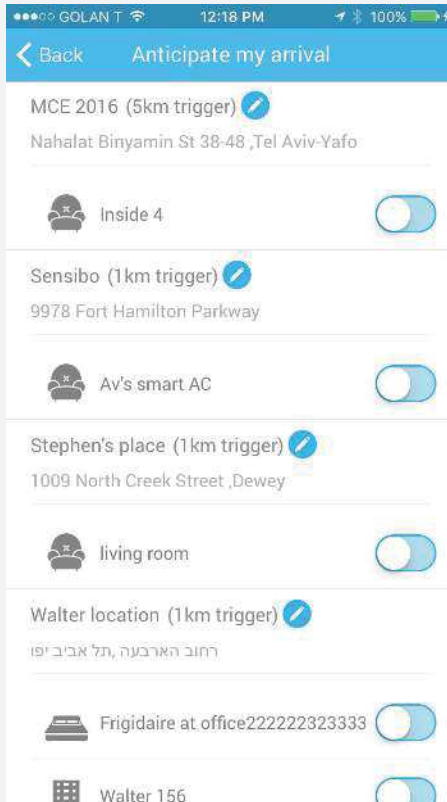 GOLAN T 12:18 PM 100%
Back Anticipate my arrival
MCE 2016 (5km trigger)
Nahalat Binyamin St 38-48 ,Tel Aviv-Yafo
Inside 4
Sensibo (1km trigger)
9978 Fort Hamilton Parkway
Av's smart AC
Stephen's place (1km trigger)
1009 North Creek Street ,Dewey
living room
Walter location (1km trigger)
רחוב הארבעה ,תל אביב יפו
Frigidaire at office222222323333
Walter 156